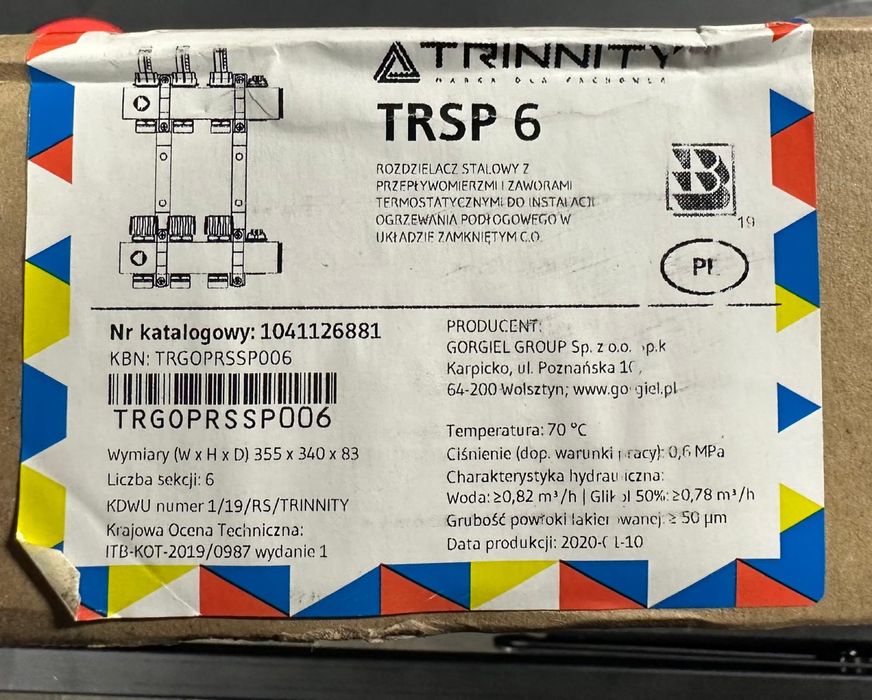 TRINNITY
MARKA DLA FACHOWCA
TRSP 6
ROZDZIELACZ STALOWY Z
PRZEPŁYWOMIERZMI I ZAWORAMI
TERMOSTATYCZNYMI DO INSTALACJI
OGRZEWANIA PODŁOGOWEGO W
UKŁADZIE ZAMKNIĘTYM C.O.
B
19
PL
Nr katalogowy: 1041126881
KBN: TRGOPRSSP006
TRGOPRSSP006
Wymiary (W x H x D) 355 x 340 x 83
Liczba sekcji: 6
KDWU numer 1/19/RS/TRINNITY
Krajowa Ocena Techniczna:
ITB-KOT-2019/0987 wydanie 1
PRODUCENT:
GORGIEL GROUP Sp. z o.o. sp.k
Karpicko, ul. Poznańska
64-200 Wolsztyn; www.gorgiel.pl
Temperatura: 70 °C
Ciśnienie (dop. warunki pracy): 0,6 MPa
Charakterystyka hydrauliczna:
Woda: ≥0,82 m³/h | Glikol 50%: ≥0,78 m³/h
Grubość powłoki lakierowanej: ≥ 50 μm
Data produkcji: